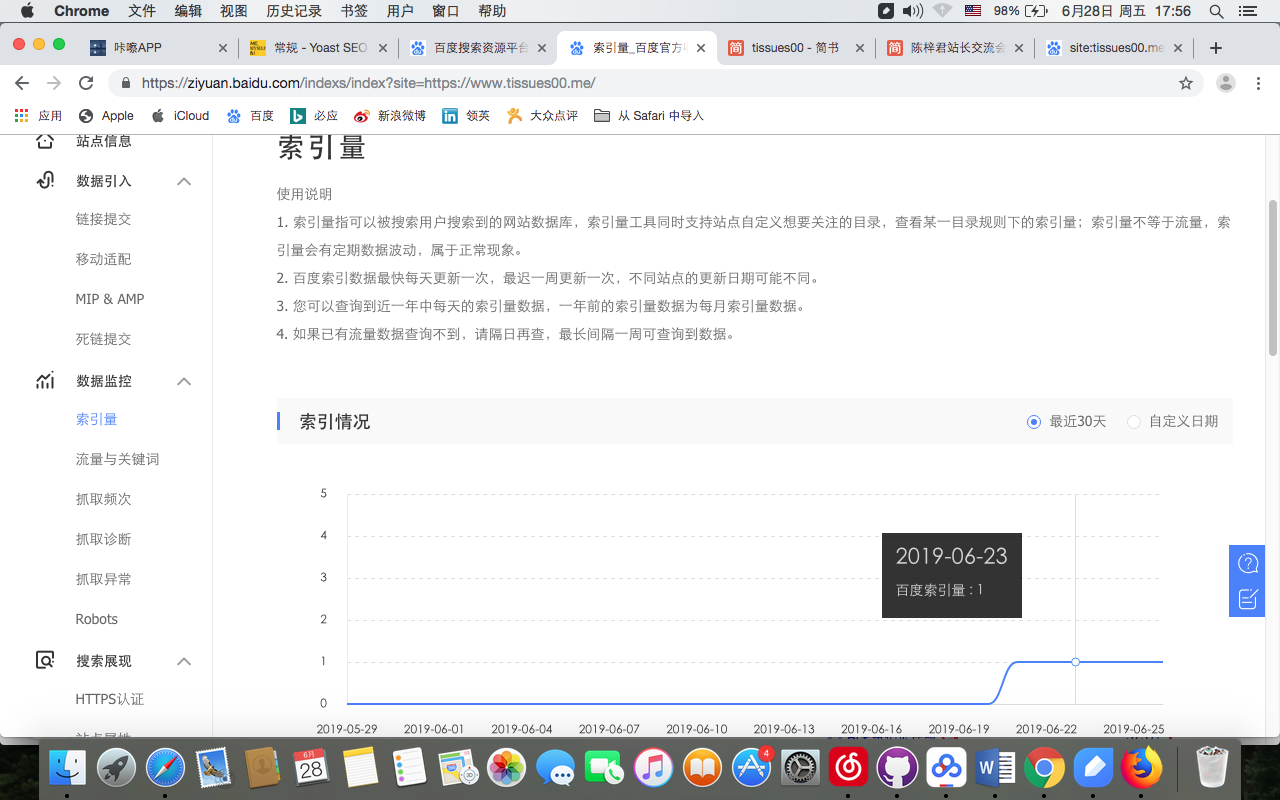 Chrome 文件 编辑 视图 历史记录 书签 用户 窗口 帮助 98% 6月28日 周五 17:56
咔嚓APP 常规 - Yoast SEO 百度搜索资源平台 索引量_百度官方 tissues00 - 简书 陈梓君站长交流会 site:tissues00.me
https://ziyuan.baidu.com/indexs/index?site=https://www.tissues00.me/
应用 Apple iCloud 百度 必应 新浪微博 领英 大众点评 从 Safari 中导入
站点信息
数据引入
链接提交
移动适配
MIP & AMP
死链提交
数据监控
索引量
流量与关键词
抓取频次
抓取诊断
抓取异常
Robots
搜索展现
HTTPS认证
站点属性
索引量
使用说明
1. 索引量指可以被搜索用户搜索到的网站数据库，索引量工具同时支持站点自定义想要关注的目录，查看某一目录规则下的索引量；索引量不等于流量，索
引量会有定期数据波动，属于正常现象。
2. 百度索引数据最快每天更新一次，最迟一周更新一次，不同站点的更新日期可能不同。
3. 您可以查询到近一年中每天的索引量数据，一年前的索引量数据为每月索引量数据。
4. 如果已有流量数据查询不到，请隔日再查，最长间隔一周可查询到数据。
索引情况 最近30天 自定义日期
5
4
3
2
1
0
2019-06-23
百度索引量 : 1
2019-05-29 2019-06-01 2019-06-04 2019-06-07 2019-06-10 2019-06-13 2019-06-16 2019-06-19 2019-06-22 2019-06-25
6月
28
4